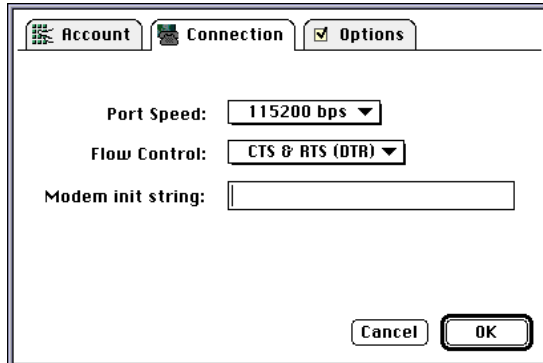 Account Connection Options
Port Speed: 115200 bps
Flow Control: CTS & RTS (DTR)
Modem init string:
Cancel OK